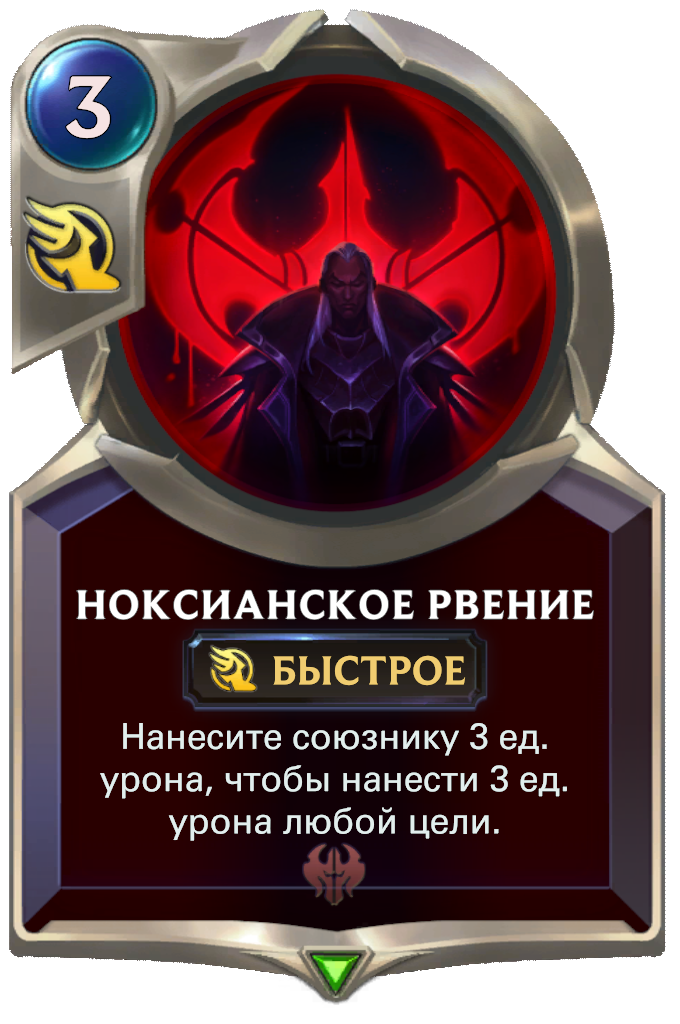 3
НОКСИАНСКОЕ РВЕНИЕ
БЫСТРОЕ
Нанесите союзнику 3 ед.
урона, чтобы нанести 3 ед.
урона любой цели.